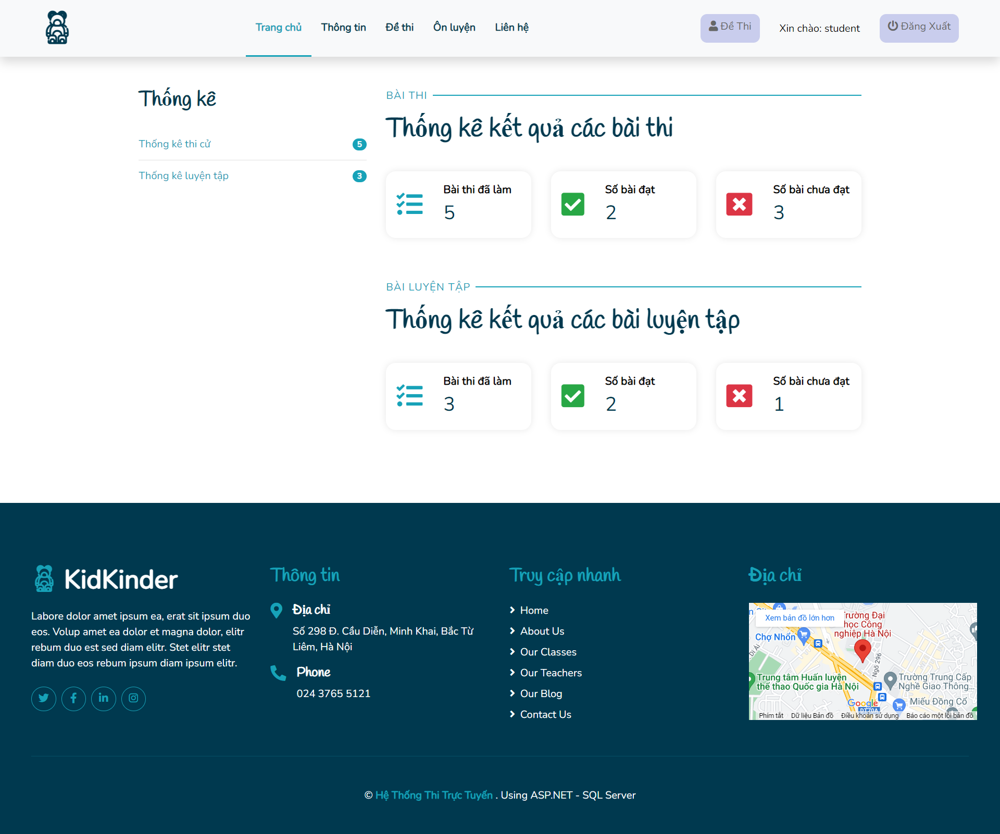 Trang chủ
Thông tin
Đề thi
Ôn luyện
Liên hệ
Đề Thi
Xin chào: student
Đăng Xuất
Thống kê
Thống kê thi cử
5
Thống kê luyện tập
3
BÀI THI
Thống kê kết quả các bài thi
Bài thi đã làm
5
Số bài đạt
2
Số bài chưa đạt
3
BÀI LUYỆN TẬP
Thống kê kết quả các bài luyện tập
Bài thi đã làm
3
Số bài đạt
2
Số bài chưa đạt
1
KidKinder
Labore dolor amet ipsum ea, erat sit ipsum duo
eos. Volup amet ea dolor et magna dolor, elitr
rebum duo est sed diam elitr. Stet elitr stet
diam duo eos rebum ipsum diam ipsum elitr.
Thông tin
Địa chỉ
Số 298 Đ. Cầu Diễn, Minh Khai, Bắc Từ
Liêm, Hà Nội
Phone
024 3765 5121
Truy cập nhanh
Home
About Us
Our Classes
Our Teachers
Our Blog
Contact Us
Địa chỉ
Xem bản đồ lớn hơn
rường Đại
học Công
nghiệp Hà Nội
Chợ Nhổn
Ngõ 296
Trung tâm Huấn luyện
thể thao Quốc gia Hà Nội
Trường Trung Cấp
Nghề Giao Thông...
Miếu Đồng Cổ
Google
Phím tắt
Dữ liệu Bản đồ
Điều khoản sử dụng
Báo cáo một lỗi bản đồ
© Hệ Thống Thi Trực Tuyến . Using ASP.NET - SQL Server